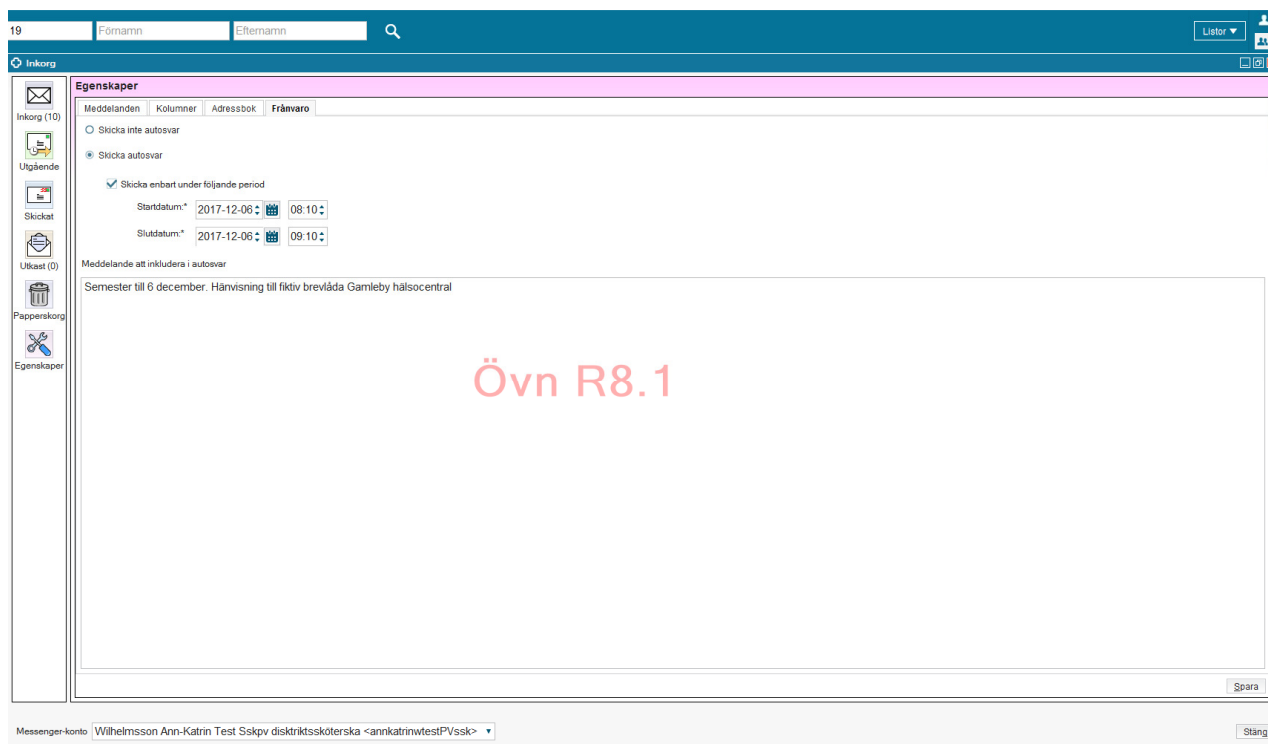 19 Förnamn Efternamn Listor
Inkorg
Egenskaper
Meddelanden Kolumner Adressbok Frånvaro
Inkorg (10)
Skicka inte autosvar
Skicka autosvar
Utgående
Skicka enbart under följande period
Startdatum:* 2017-12-06 08:10
Skickat
Slutdatum:* 2017-12-06 09:10
Utkast (0)
Meddelande att inkludera i autosvar
Semester till 6 december. Hänvisning till fiktiv brevlåda Gamleby hälsocentral
Papperskorg
Egenskaper
Övn R8.1
Spara
Messenger-konto Wilhelmsson Ann-Katrin Test Sskpv disktriktssköterska <annkatrinwtestPVssk>
Stäng